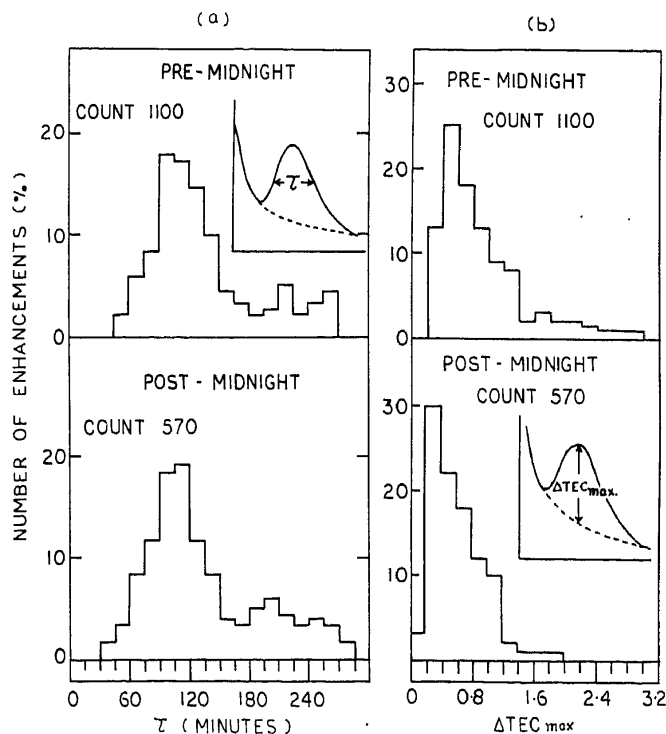 (a)
(b)
NUMBER OF ENHANCEMENTS (%)
PRE-MIDNIGHT
COUNT 1100
τ
20
10
0
POST - MIDNIGHT
COUNT 570
20
10
0
0 60 120 180 240
τ (MINUTES)
30
PRE-MIDNIGHT
COUNT 1100
20
10
0
POST-MIDNIGHT
COUNT 570
ΔTEC max.
30
20
10
0 0·8 1·6 2·4 3·2
ΔTEC max